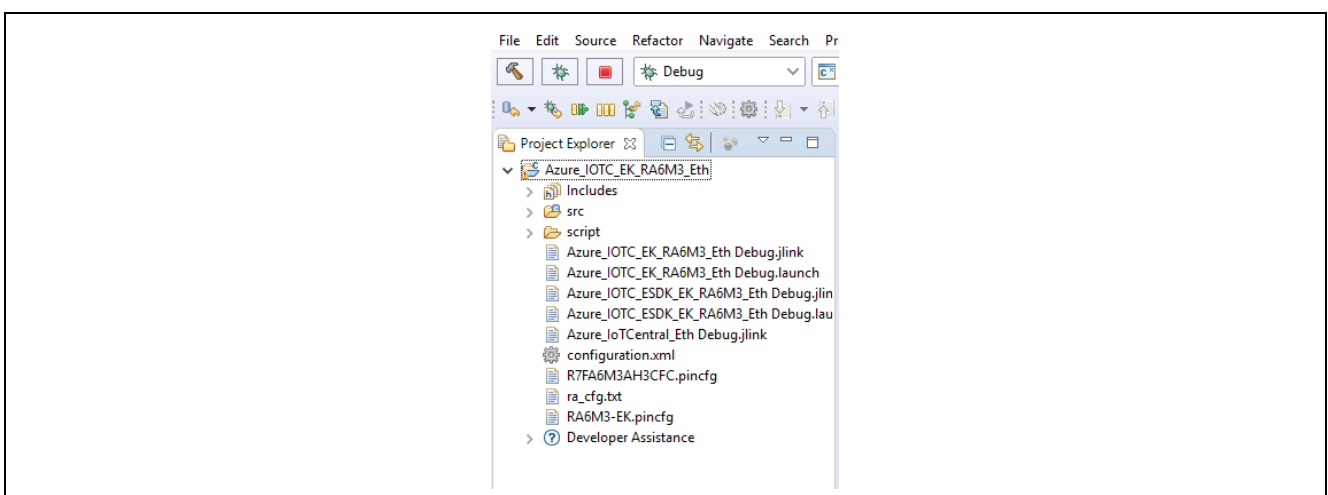 File Edit Source Refactor Navigate Search Pr
Debug
Project Explorer
Azure_IOTC_EK_RA6M3_Eth
Includes
src
script
Azure_IOTC_EK_RA6M3_Eth Debug.jlink
Azure_IOTC_EK_RA6M3_Eth Debug.launch
Azure_IOTC_ESDK_EK_RA6M3_Eth Debug.jlin
Azure_IOTC_ESDK_EK_RA6M3_Eth Debug.lau
Azure_IoTCentral_Eth Debug.jlink
configuration.xml
R7FA6M3AH3CFC.pincfg
ra_cfg.txt
RA6M3-EK.pincfg
Developer Assistance